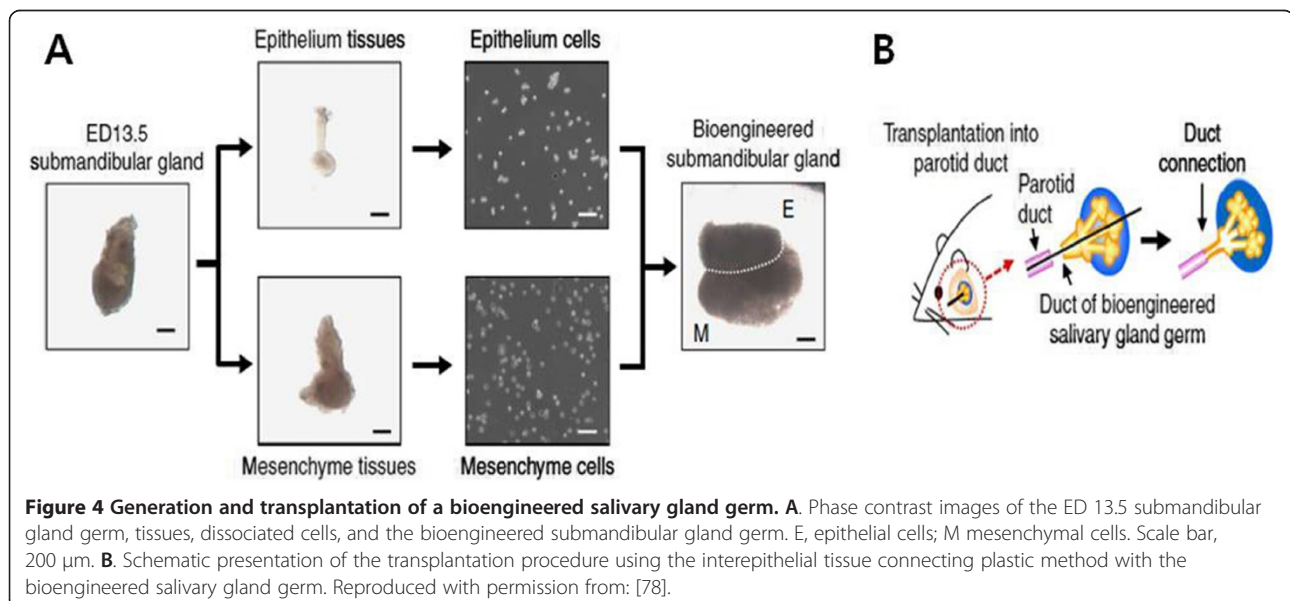 A
B
Epithelium tissues
Epithelium cells
ED13.5
submandibular gland
Bioengineered
submandibular gland
E
M
Mesenchyme tissues
Mesenchyme cells
Transplantation into
parotid duct
Parotid
duct
Duct
connection
Duct of bioengineered
salivary gland germ
Figure 4 Generation and transplantation of a bioengineered salivary gland germ. A. Phase contrast images of the ED 13.5 submandibular
gland germ, tissues, dissociated cells, and the bioengineered submandibular gland germ. E, epithelial cells; M mesenchymal cells. Scale bar,
200 μm. B. Schematic presentation of the transplantation procedure using the interepithelial tissue connecting plastic method with the
bioengineered salivary gland germ. Reproduced with permission from: [78].